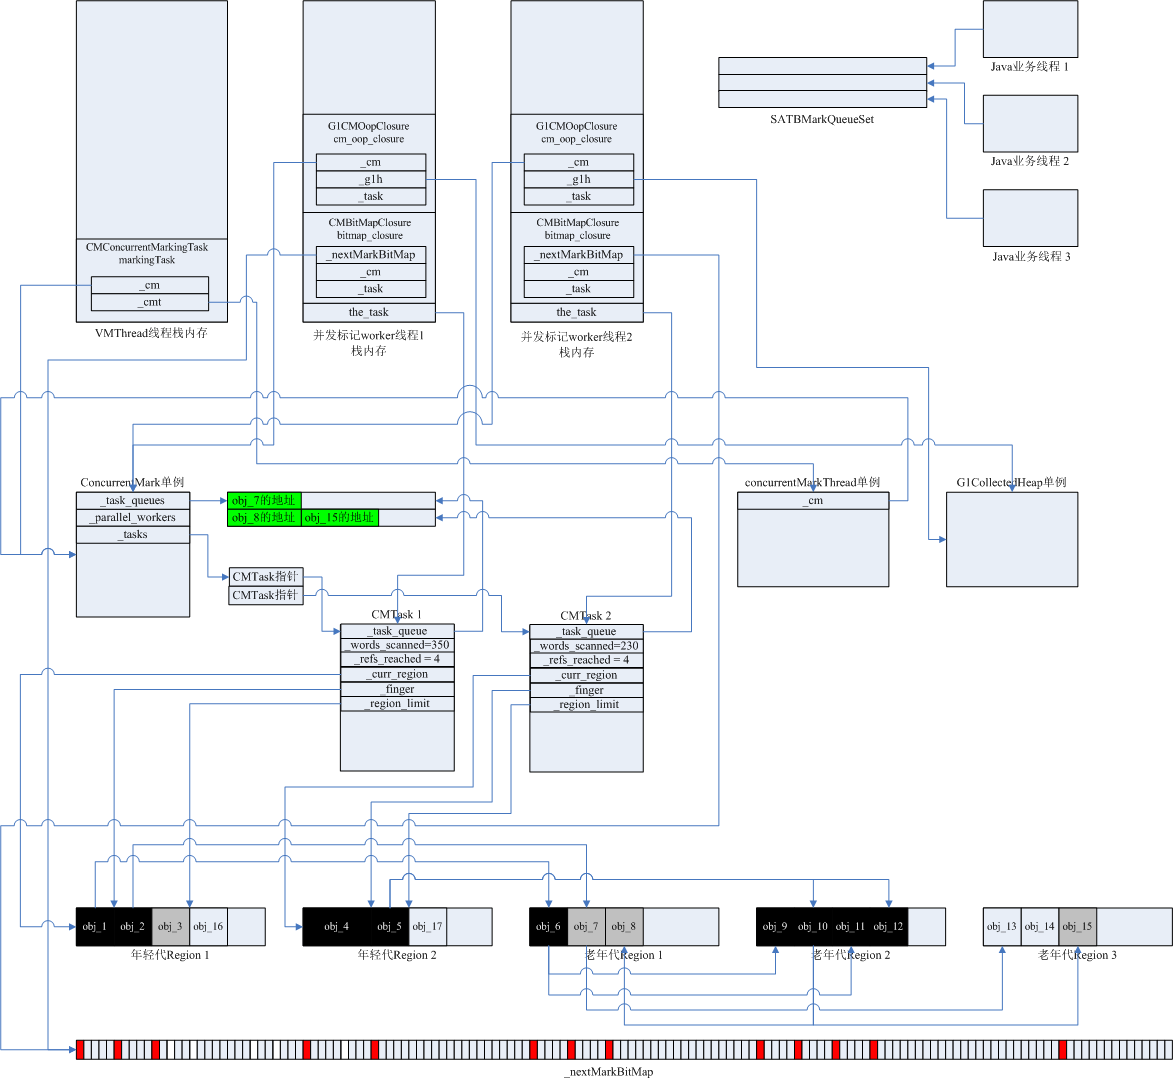 Java业务线程 1
SATBMarkQueueSet
Java业务线程 2
Java业务线程 3
CMConcurrentMarkingTask
markingTask
_cm
_cmt
VMThread线程栈内存
G1CMOopClosure
cm_oop_closure
_cm
_g1h
_task
CMBitMapClosure
bitmap_closure
_nextMarkBitMap
_cm
_task
the_task
并发标记worker线程1
栈内存
G1CMOopClosure
cm_oop_closure
_cm
_g1h
_task
CMBitMapClosure
bitmap_closure
_nextMarkBitMap
_cm
_task
the_task
并发标记worker线程2
栈内存
ConcurrentMark单例
_task_queues
_parallel_workers
_tasks
obj_7的地址
obj_8的地址
obj_15的地址
CMTask指针
CMTask指针
concurrentMarkThread单例
_cm
G1CollectedHeap单例
CMTask 1
_task_queue
_words_scanned=350
_refs_reached = 4
_curr_region
_finger
_region_limit
CMTask 2
_task_queue
_words_scanned=230
_refs_reached = 4
_curr_region
_finger
_region_limit
obj_1
obj_2
obj_3
obj_16
年轻代Region 1
obj_4
obj_5
obj_17
年轻代Region 2
obj_6
obj_7
obj_8
老年代Region 1
obj_9
obj_10
obj_11
obj_12
老年代Region 2
obj_13
obj_14
obj_15
老年代Region 3
_nextMarkBitMap